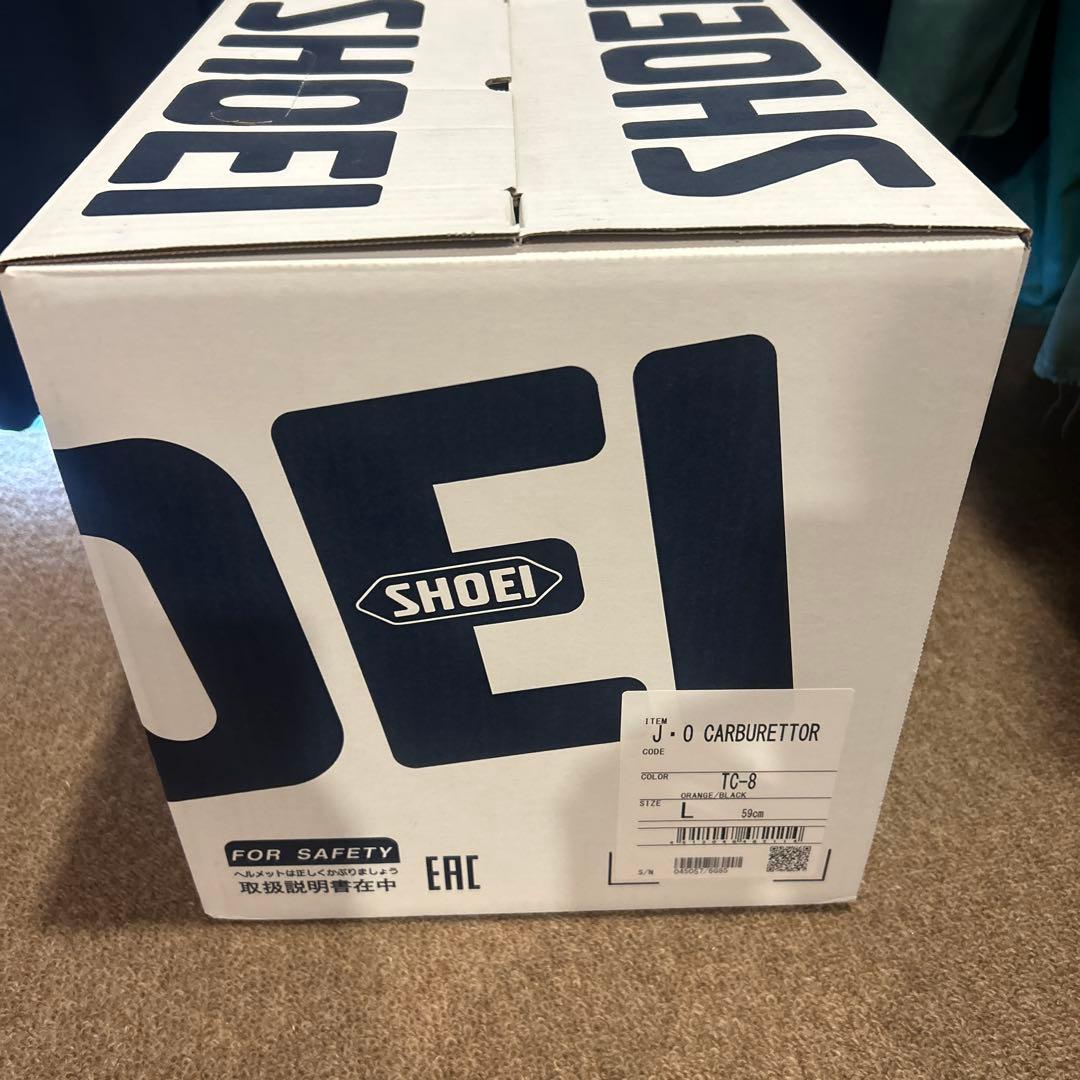 SHOEI
SHOEI
OEI
SHOEI
ITEM
J・O CARBURETTOR
CODE
COLOR TC-8
ORANGE/BLACK
SIZE L 59cm
S/N
FOR SAFETY
ヘルメットは正しくかぶりましょう
取扱説明書在中
EAC